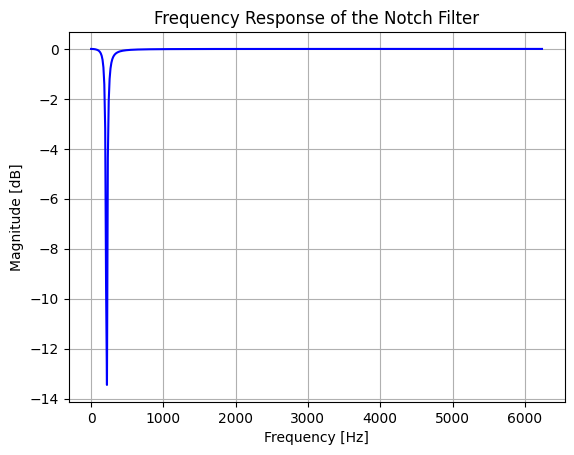 Frequency Response of the Notch Filter
0
−2
−4
−6
−8
−10
−12
−14
Magnitude [dB]
0 1000 2000 3000 4000 5000 6000
Frequency [Hz]